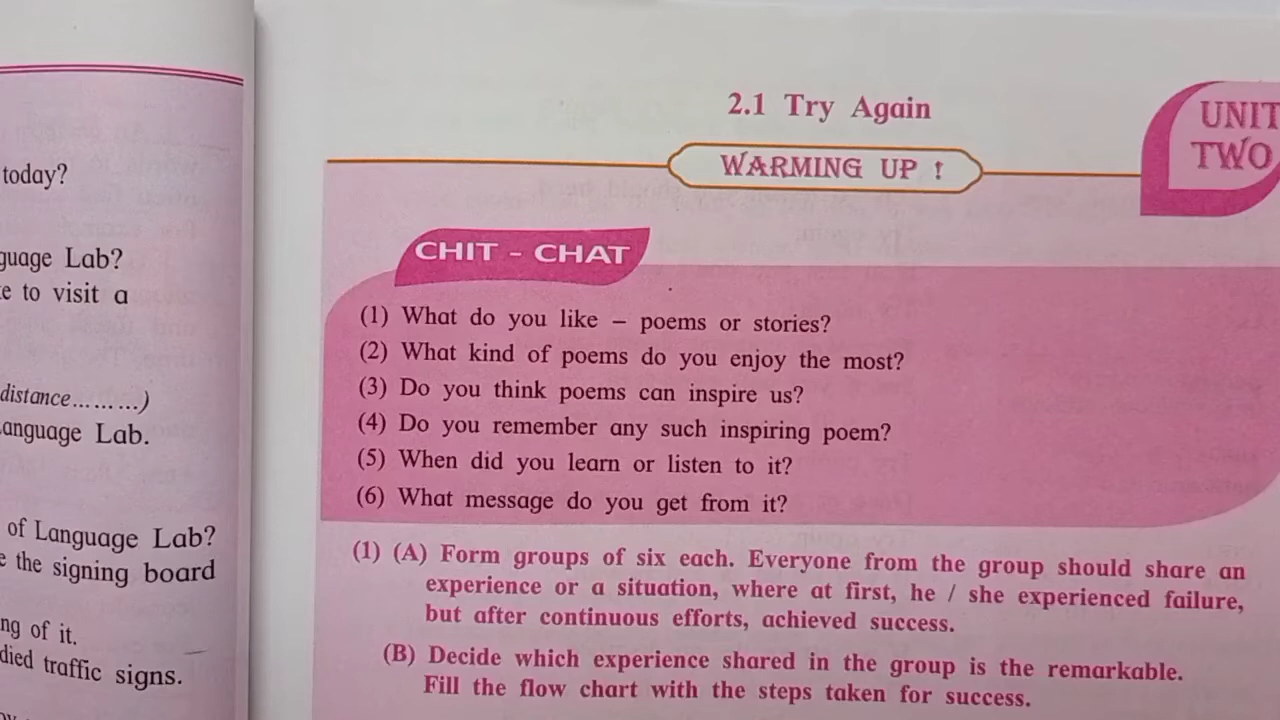 today?
Lab?
to visit a
distance.........)
Lab.
of Language Lab?
the signing board
of it.
traffic signs.
2.1 Try Again
UNIT
TWO
WARMING UP !
CHIT - CHAT
(1) What do you like – poems or stories?
(2) What kind of poems do you enjoy the most?
(3) Do you think poems can inspire us?
(4) Do you remember any such inspiring poem?
(5) When did you learn or listen to it?
(6) What message do you get from it?
(1) (A) Form groups of six each. Everyone from the group should share an
experience or a situation, where at first, he / she experienced failure,
but after continuous efforts, achieved success.
(B) Decide which experience shared in the group is the remarkable.
Fill the flow chart with the steps taken for success.